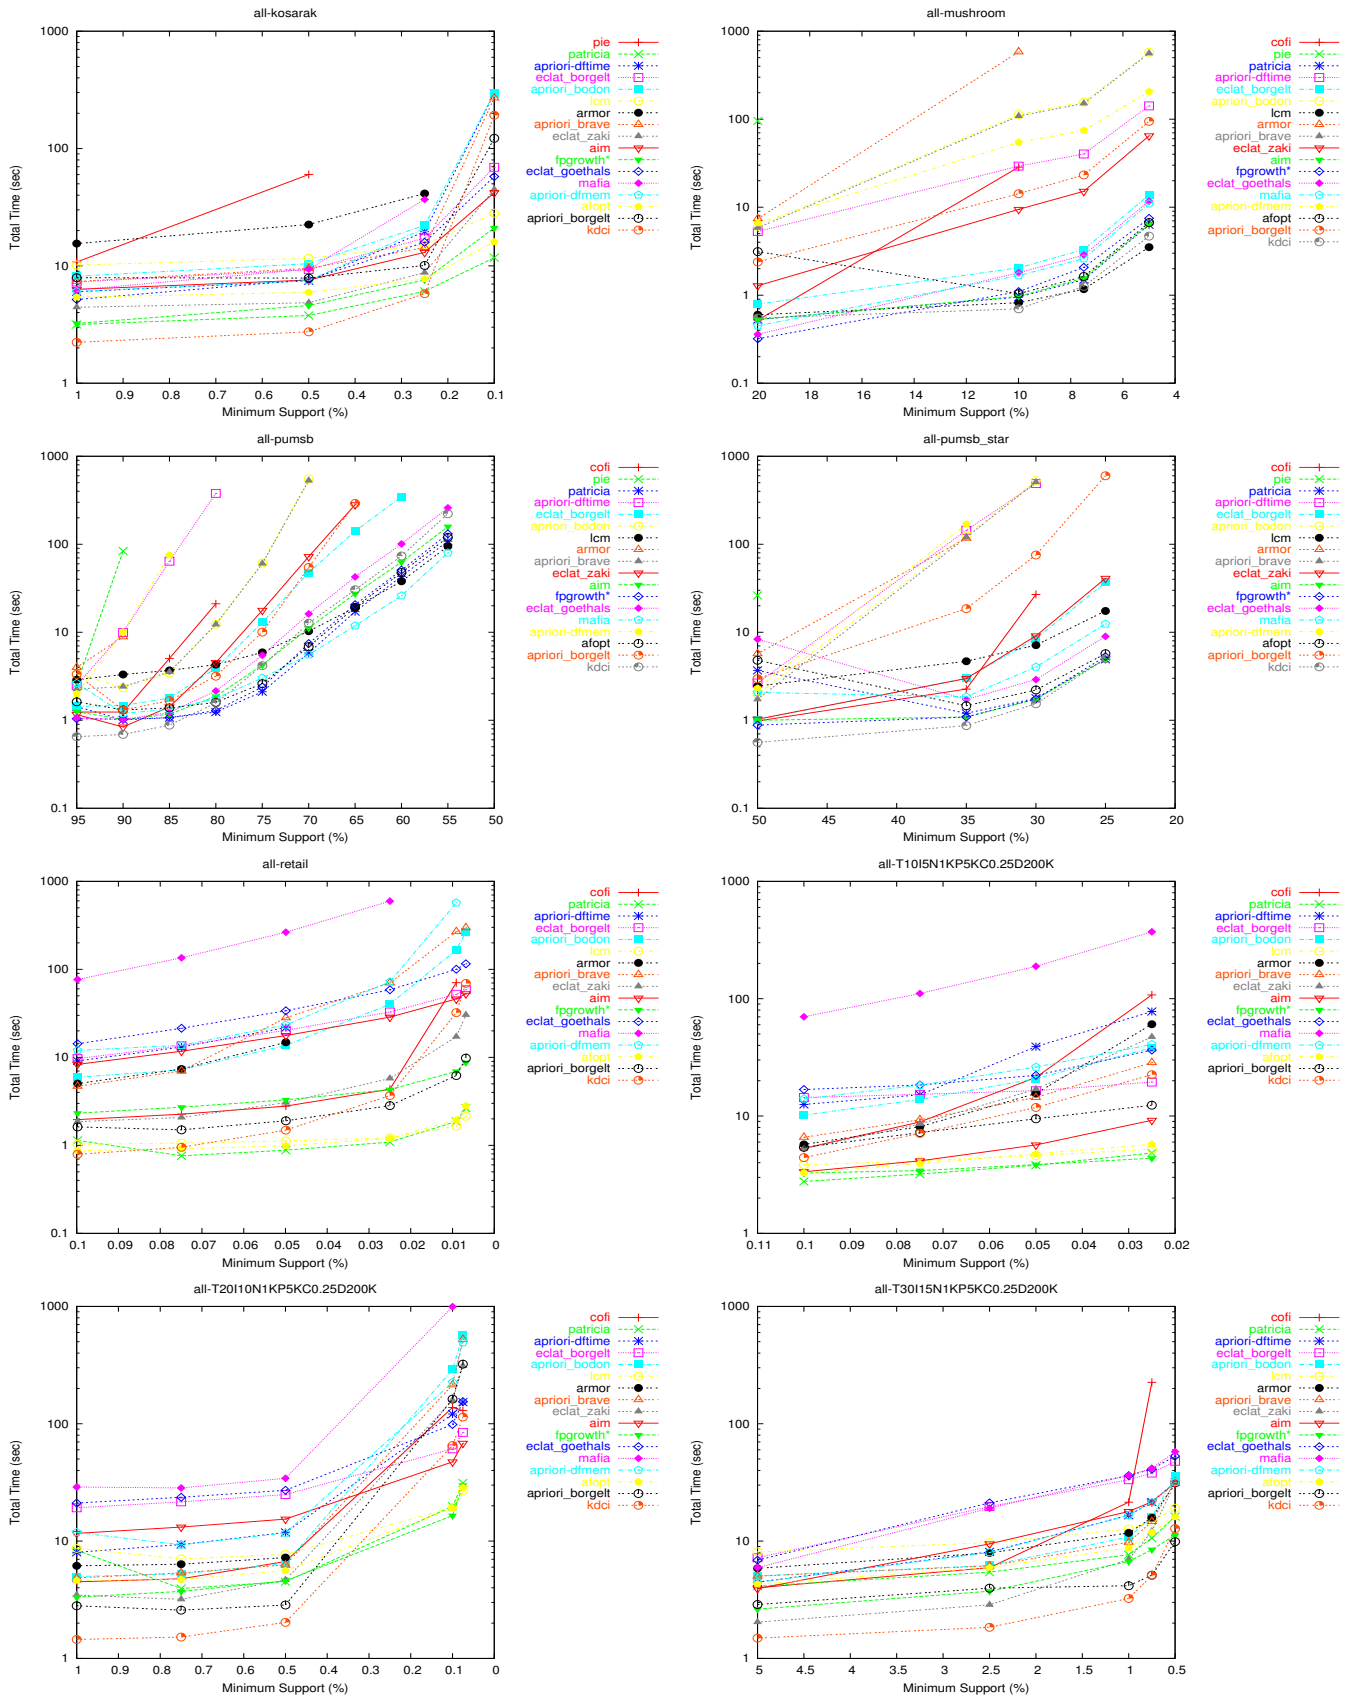 all-kosarak
1000
100
10
1
1 0.9 0.8 0.7 0.6 0.5 0.4 0.3 0.2 0.1
Total Time (sec)
Minimum Support (%)
pie
patricia
apriori-dftime
eclat_borgelt
apriori_bodon
lcm
armor
apriori_brave
eclat_zaki
aim
fpgrowth*
eclat_goethals
mafia
apriori-dfmem
afopt
apriori_borgelt
kdci
all-mushroom
1000
100
10
1
0.1
20 18 16 14 12 10 8 6 4
Total Time (sec)
Minimum Support (%)
cofi
pie
patricia
apriori-dftime
eclat_borgelt
apriori_bodon
lcm
armor
apriori_brave
eclat_zaki
aim
fpgrowth*
eclat_goethals
mafia
apriori-dfmem
afopt
apriori_borgelt
kdci
all-pumsb
1000
100
10
1
0.1
95 90 85 80 75 70 65 60 55 50
Total Time (sec)
Minimum Support (%)
cofi
pie
patricia
apriori-dftime
eclat_borgelt
apriori_bodon
lcm
armor
apriori_brave
eclat_zaki
aim
fpgrowth*
eclat_goethals
mafia
apriori-dfmem
afopt
apriori_borgelt
kdci
all-pumsb_star
1000
100
10
1
0.1
50 45 40 35 30 25 20
Total Time (sec)
Minimum Support (%)
cofi
pie
patricia
apriori-dftime
eclat_borgelt
apriori_bodon
lcm
armor
apriori_brave
eclat_zaki
aim
fpgrowth*
eclat_goethals
mafia
apriori-dfmem
afopt
apriori_borgelt
kdci
all-retail
1000
100
10
1
0.1
0.1 0.09 0.08 0.07 0.06 0.05 0.04 0.03 0.02 0.01 0
Total Time (sec)
Minimum Support (%)
cofi
patricia
apriori-dftime
eclat_borgelt
apriori_bodon
lcm
armor
apriori_brave
eclat_zaki
aim
fpgrowth*
eclat_goethals
mafia
apriori-dfmem
afopt
apriori_borgelt
kdci
all-T10I5N1KP5KC0.25D200K
1000
100
10
1
0.11 0.1 0.09 0.08 0.07 0.06 0.05 0.04 0.03 0.02
Total Time (sec)
Minimum Support (%)
cofi
patricia
apriori-dftime
eclat_borgelt
apriori_bodon
lcm
armor
apriori_brave
eclat_zaki
aim
fpgrowth*
eclat_goethals
mafia
apriori-dfmem
afopt
apriori_borgelt
kdci
all-T20I10N1KP5KC0.25D200K
1000
100
10
1
1 0.9 0.8 0.7 0.6 0.5 0.4 0.3 0.2 0.1 0
Total Time (sec)
Minimum Support (%)
cofi
patricia
apriori-dftime
eclat_borgelt
apriori_bodon
lcm
armor
apriori_brave
eclat_zaki
aim
fpgrowth*
eclat_goethals
mafia
apriori-dfmem
afopt
apriori_borgelt
kdci
all-T30I15N1KP5KC0.25D200K
1000
100
10
1
5 4.5 4 3.5 3 2.5 2 1.5 1 0.5
Total Time (sec)
Minimum Support (%)
cofi
patricia
apriori-dftime
eclat_borgelt
apriori_bodon
lcm
armor
apriori_brave
eclat_zaki
aim
fpgrowth*
eclat_goethals
mafia
apriori-dfmem
afopt
apriori_borgelt
kdci